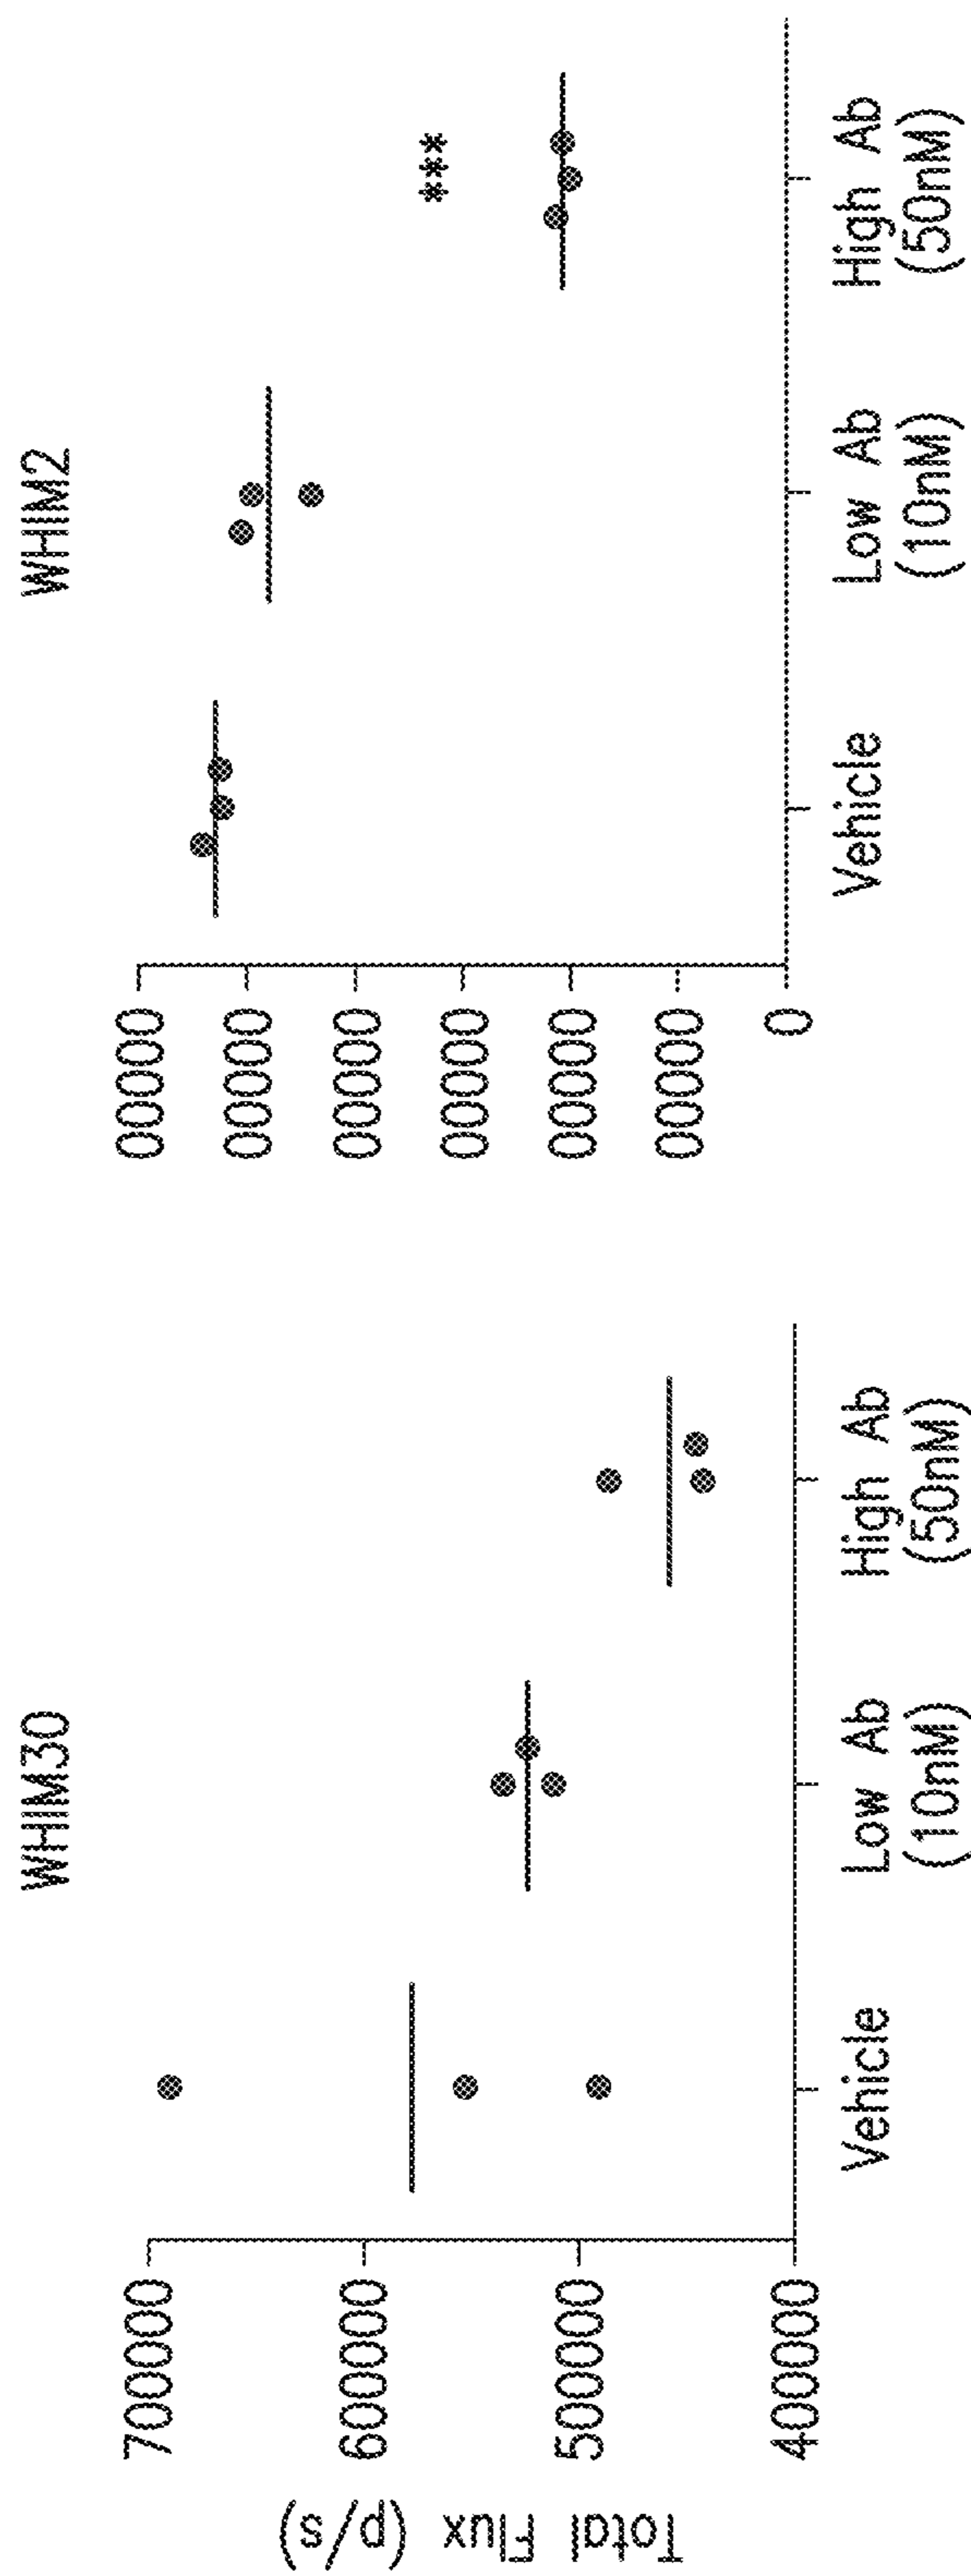 WHIM30
Total Flux (p/s)
700000
600000
500000
400000
Vehicle
Low Ab
(10nM)
High Ab
(50nM)
WHIM2
00000
00000
00000
00000
00000
00000
0
***
Vehicle
Low Ab
(10nM)
High Ab
(50nM)